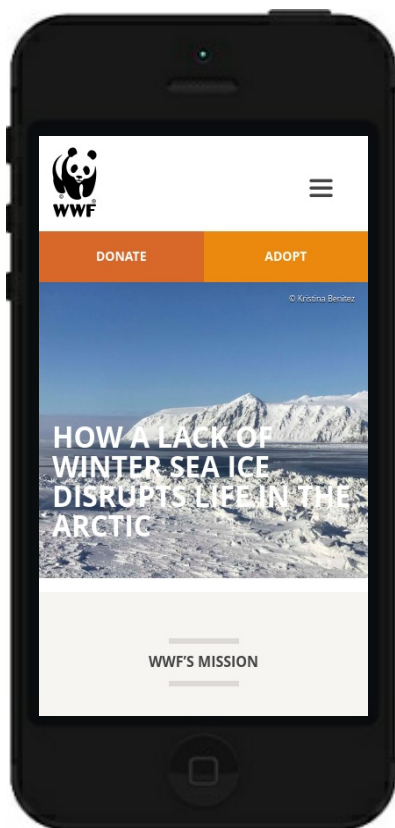 WWF
DONATE
ADOPT
© Kristina Benitez
HOW A LACK OF
WINTER SEA ICE
DISRUPTS LIFE IN THE
ARCTIC
WWF'S MISSION